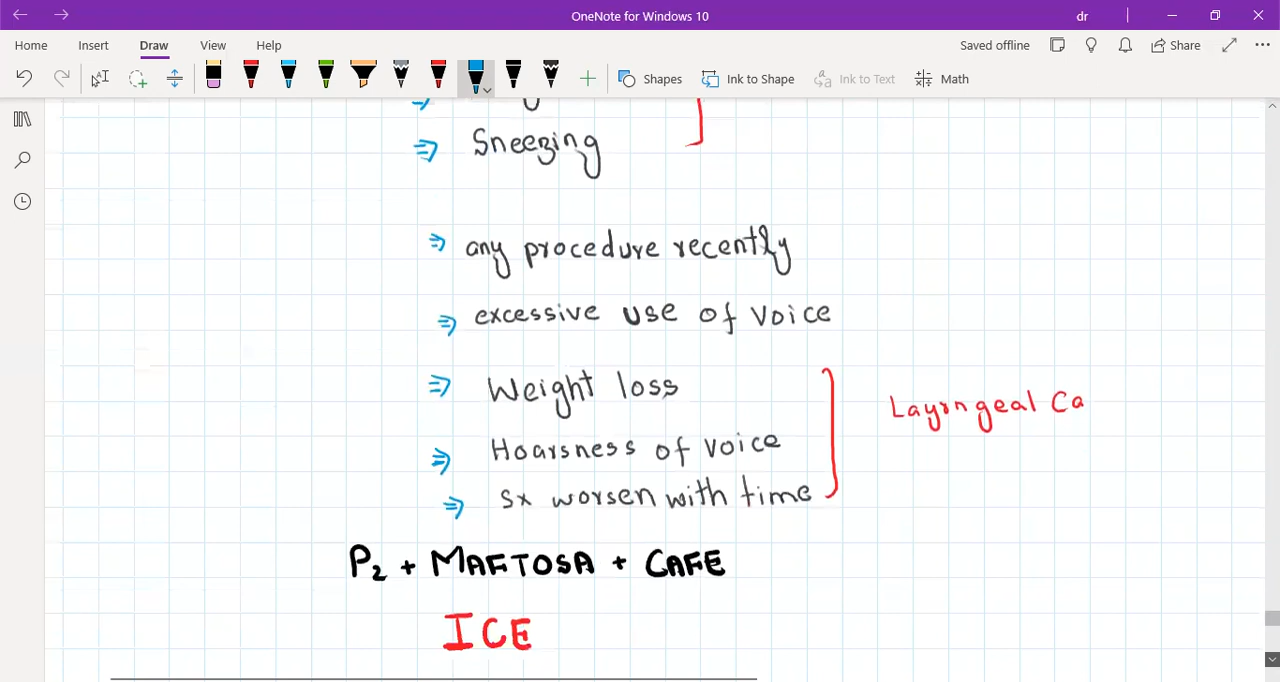 OneNote for Windows 10
dr
Home Insert Draw View Help
Saved offline
Share
Shapes
Ink to Shape
Ink to Text
Math
⇒ Sneezing
⇒ any procedure recently
⇒ excessive use of voice
⇒ Weight loss
Layrngeal Ca
⇒ Hoarsness of voice
⇒ Sx worsen with time
P2 + MAFTOSA + CAFE
ICE